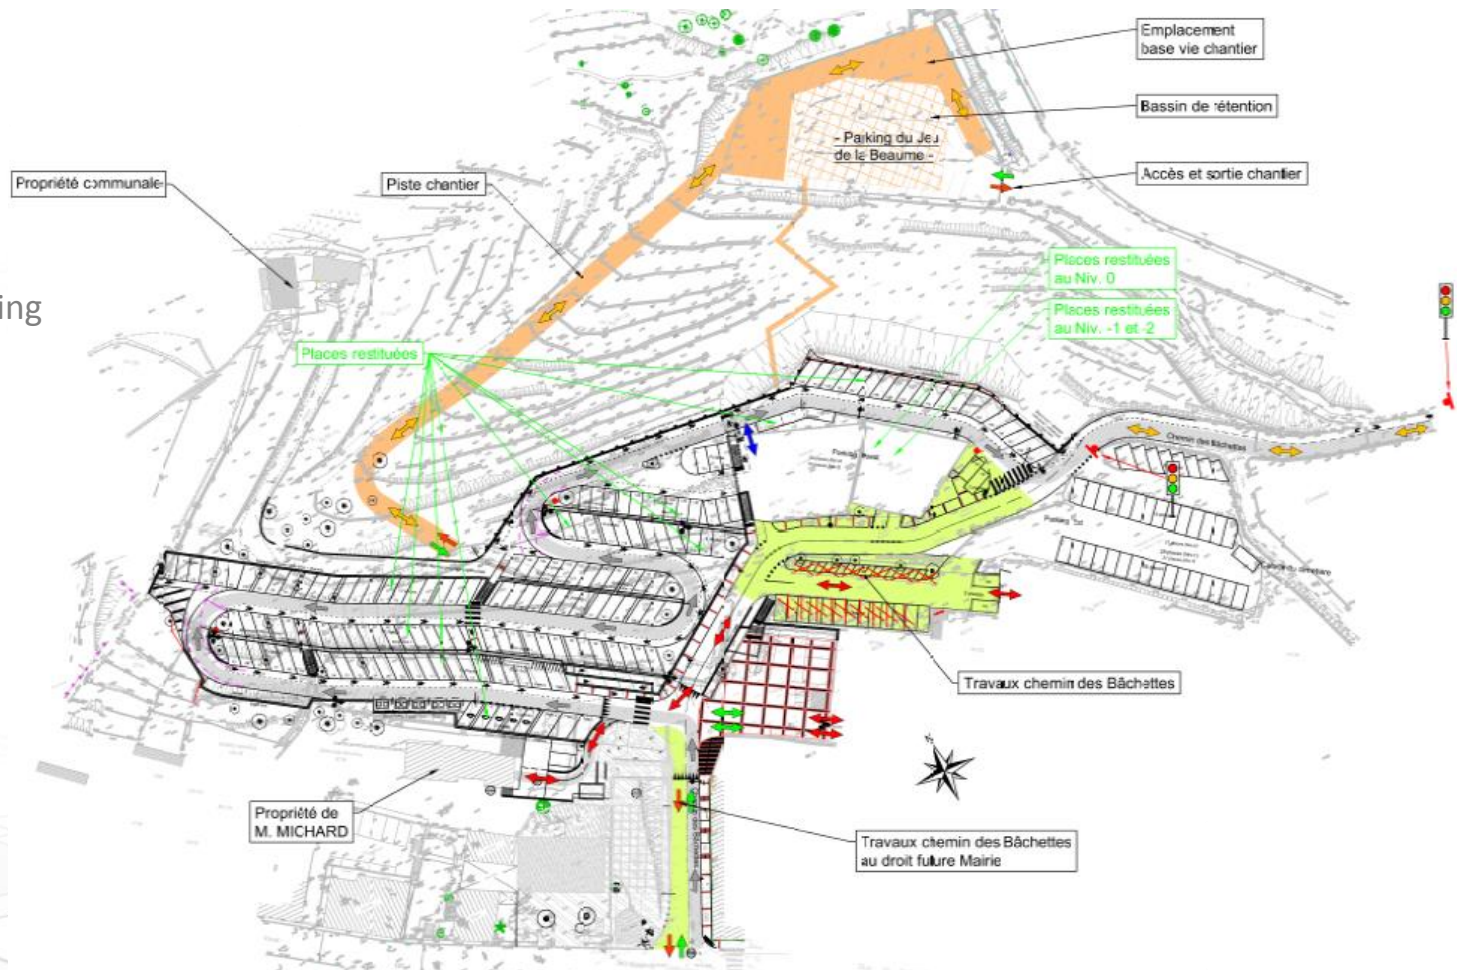 Emplacement
base vie chantier
Bassin de rétention
- Parking du Jeu
de la Beaume -
Accès et sortie chantier
Propriété communale
Piste chantier
Places restituées
au Niv. 0
ing
Places restituées
au Niv. -1 et -2
Places restituées
Chemin des Bâchettes
Parking Est
Travaux chemin des Bâchettes
Propriété de
M. MICHARD
Travaux chemin des Bâchettes
au droit future Mairie